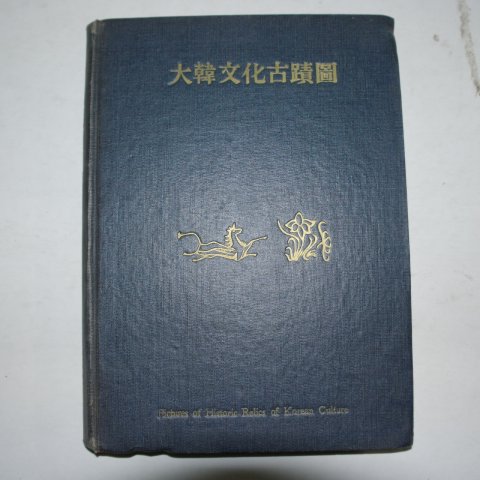 大韓文化古蹟圖
Pictures of Historic Relics of Korean Culture